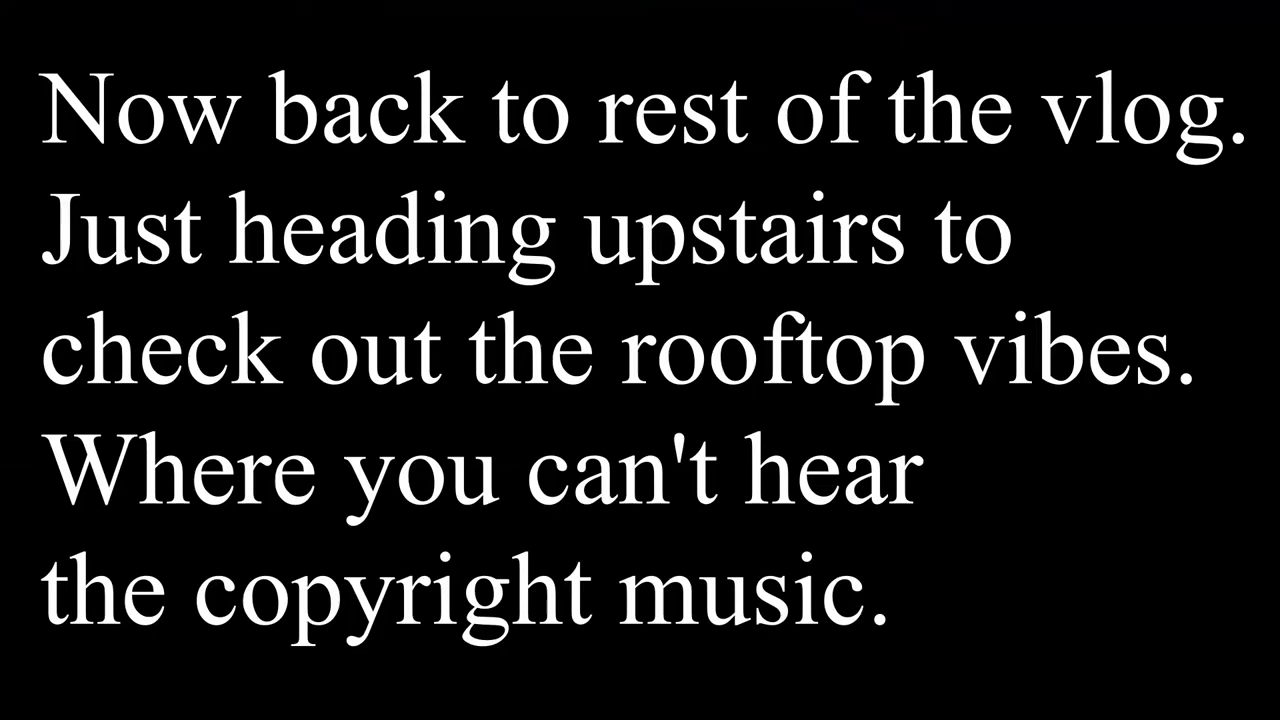 Now back to rest of the vlog.
Just heading upstairs to
check out the rooftop vibes.
Where you can't hear
the copyright music.